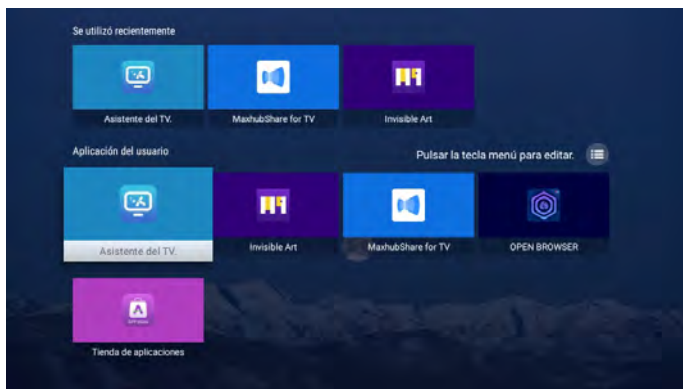 Se utilizó recientemente
Asistente del TV.
MaxhubShare for TV
Invisible Art
Aplicación del usuario
Pulsar la tecla menú para editar.
Asistente del TV.
Invisible Art
MaxhubShare for TV
OPEN BROWSER
Tienda de aplicaciones